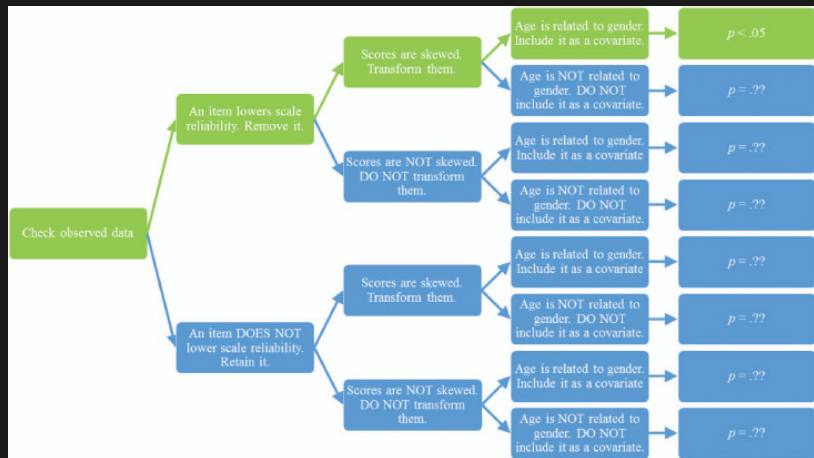 Check observed data
An item lowers scale
reliability. Remove it.
An item DOES NOT
lower scale reliability.
Retain it.
Scores are skewed.
Transform them.
Scores are NOT skewed.
DO NOT transform
them.
Scores are skewed.
Transform them.
Scores are NOT skewed.
DO NOT transform
them.
Age is related to gender.
Include it as a covariate.
Age is NOT related to
gender. DO NOT
include it as a covariate.
Age is related to gender.
Include it as a covariate
Age is NOT related to
gender. DO NOT
include it as a covariate.
Age is related to gender.
Include it as a covariate
Age is NOT related to
gender. DO NOT
include it as a covariate.
Age is related to gender.
Include it as a covariate
Age is NOT related to
gender. DO NOT
include it as a covariate.
p < .05
p = .??
p = .??
p = .??
p = .??
p = .??
p = .??
p = .??